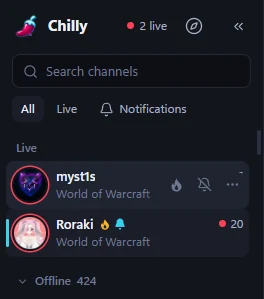 Chilly
2 live
Search channels
All
Live
Notifications
Live
myst1s
-
World of Warcraft
Roraki
20
World of Warcraft
Offline 424